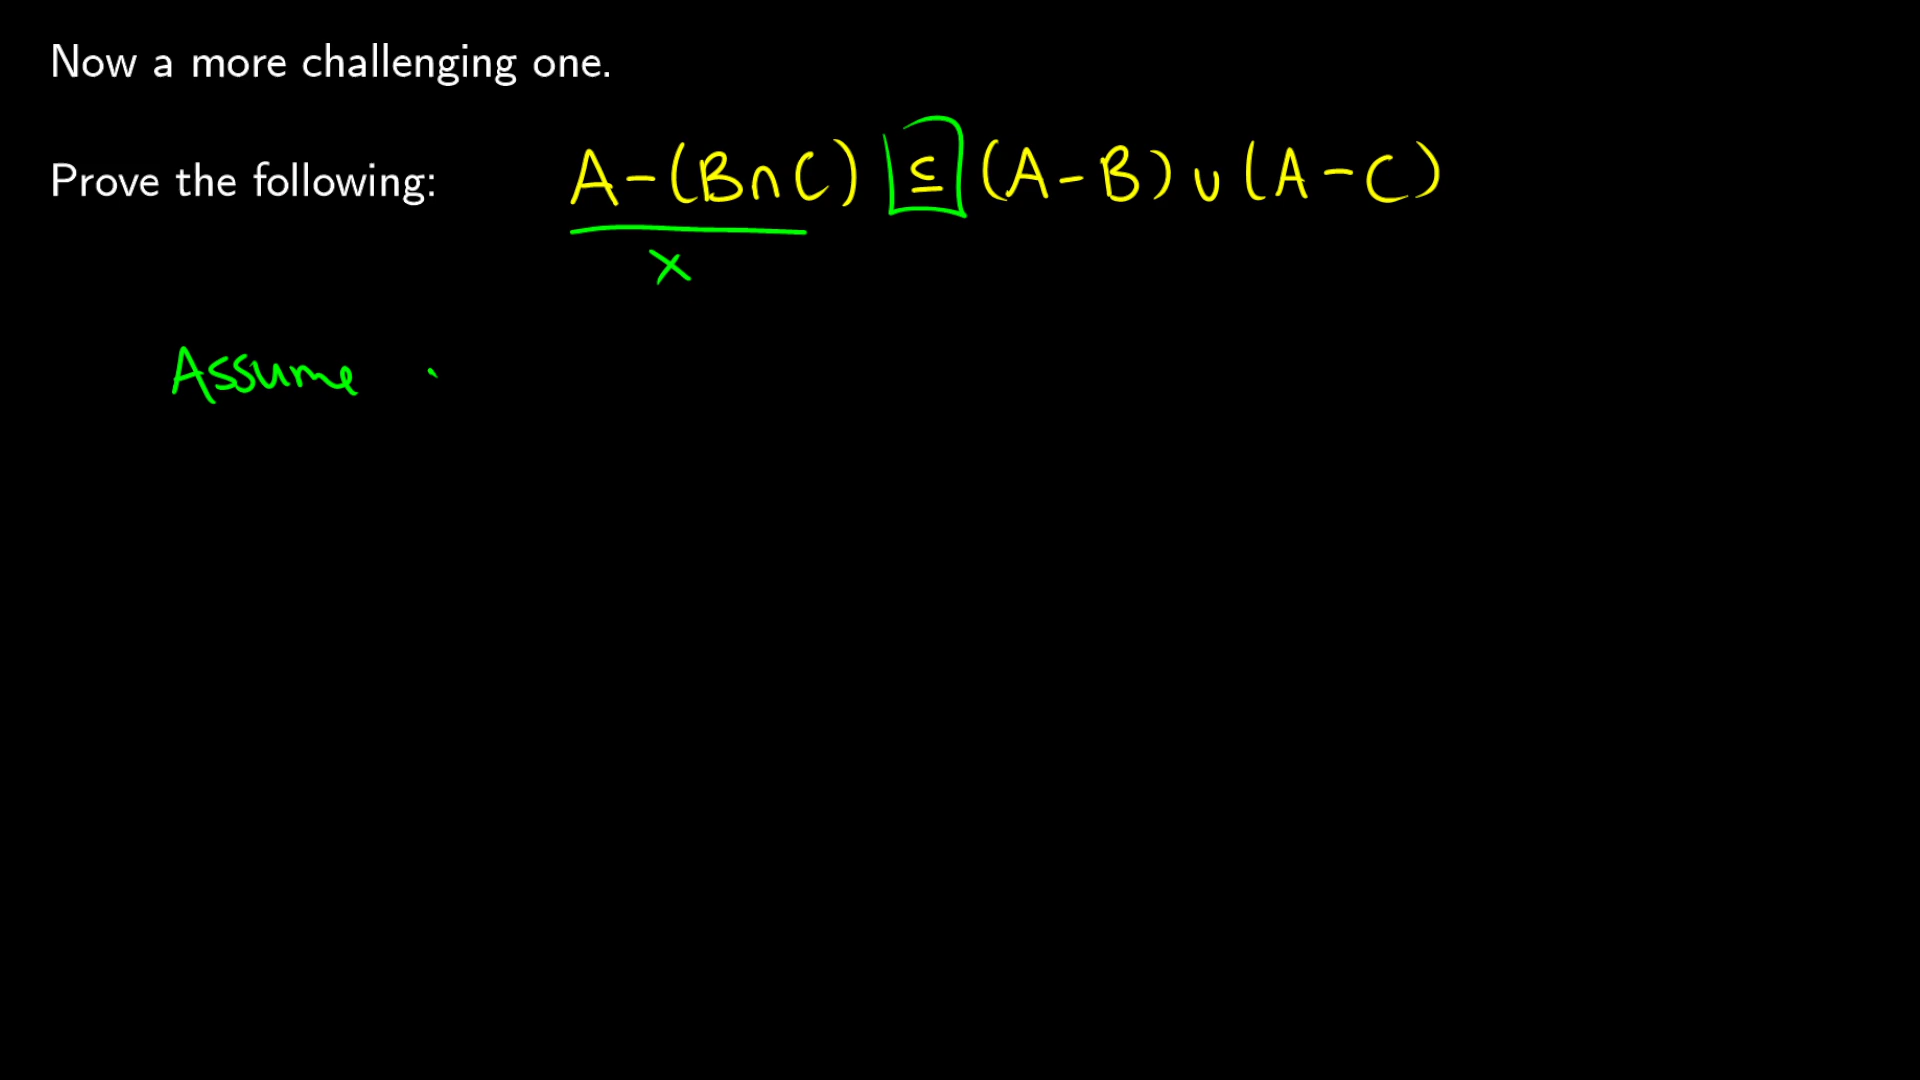 Now a more challenging one.
Prove the following: A-(B∩C) ⊆ (A-B)∪(A-C)
x
Assume